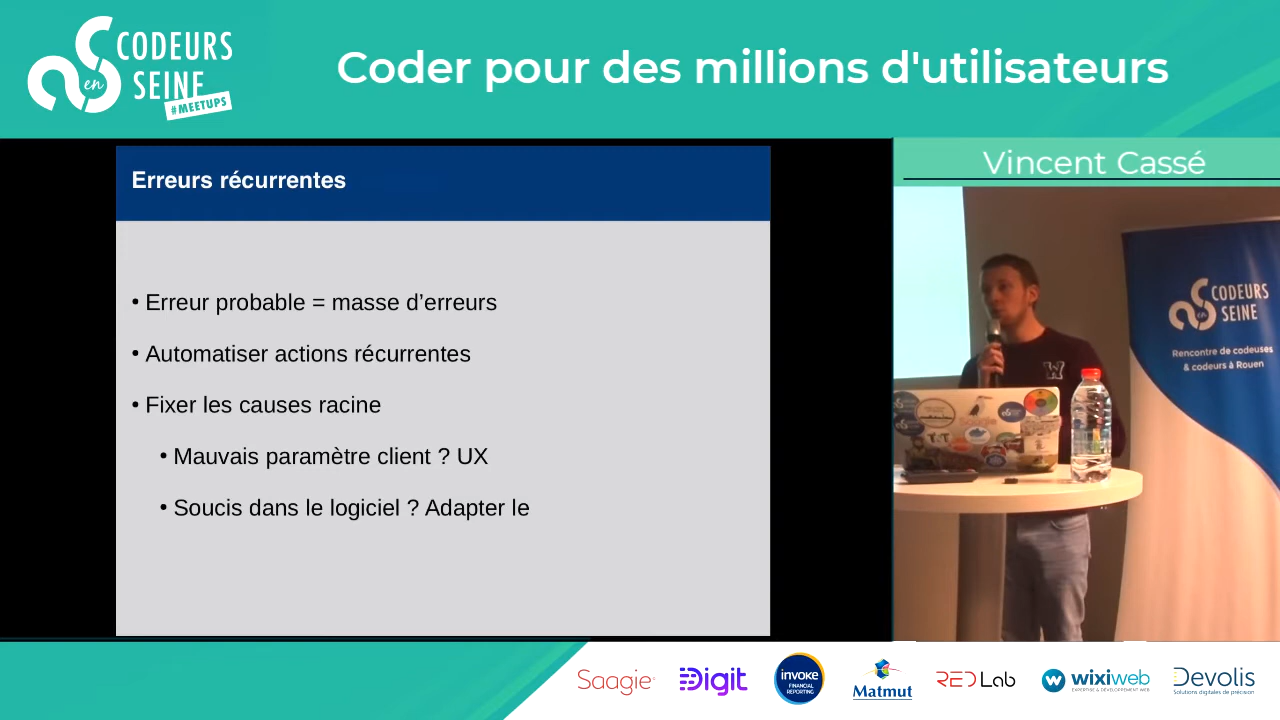 CODEURS
en
SEINE
#MEETUPS
Coder pour des millions d'utilisateurs
Vincent Cassé
Erreurs récurrentes
• Erreur probable = masse d’erreurs
• Automatiser actions récurrentes
• Fixer les causes racine
• Mauvais paramètre client ? UX
• Soucis dans le logiciel ? Adapter le
CODEURS
en
SEINE
Rencontre de codeuses
& codeurs à Rouen
W
Saagie
Digit
invoke
FINANCIAL
REPORTING
Matmut
RED Lab
W wixiweb
EXPERTISE & DÉVELOPPEMENT WEB
Devolis
Solutions digitales de précision